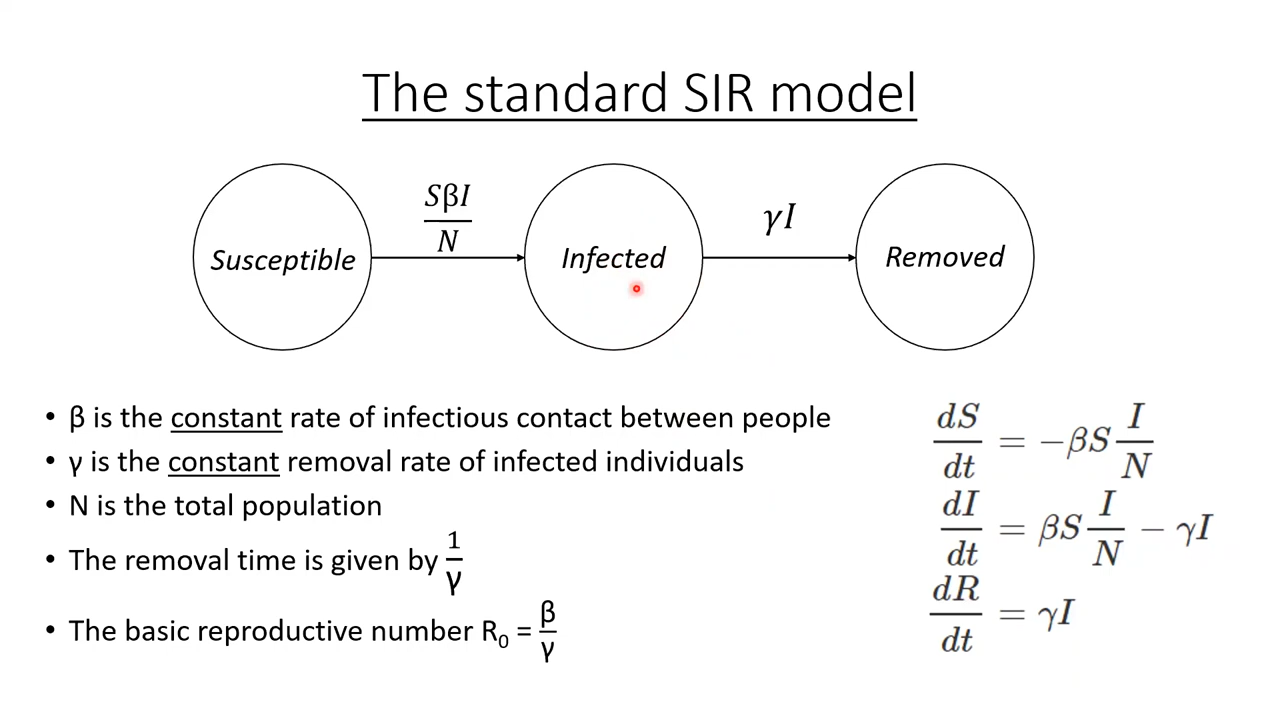 The standard SIR model
Susceptible
SβI
N
Infected
γI
Removed
• β is the constant rate of infectious contact between people
• γ is the constant removal rate of infected individuals
• N is the total population
• The removal time is given by 1/γ
• The basic reproductive number R₀ = β/γ
dS/dt = −βS I/N
dI/dt = βS I/N − γI
dR/dt = γI